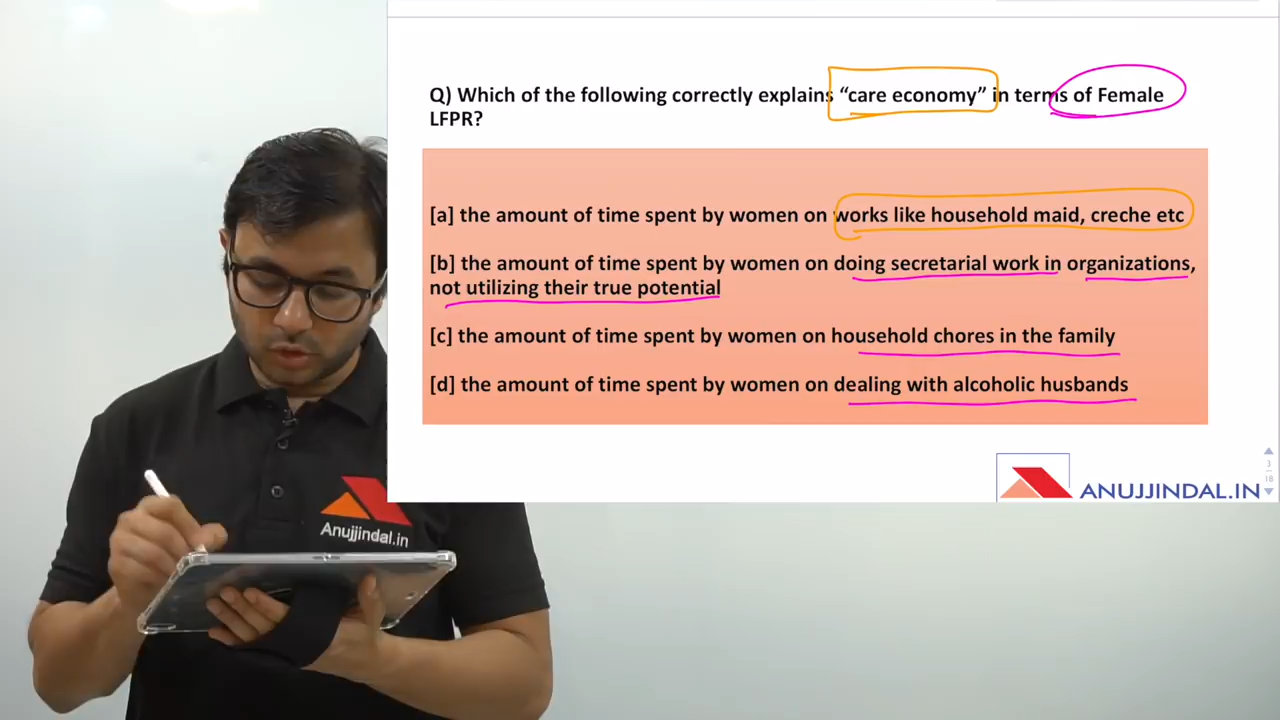 Q) Which of the following correctly explains “care economy” in terms of Female
LFPR?
[a] the amount of time spent by women on works like household maid, creche etc
[b] the amount of time spent by women on doing secretarial work in organizations,
not utilizing their true potential
[c] the amount of time spent by women on household chores in the family
[d] the amount of time spent by women on dealing with alcoholic husbands
3
18
ANUJJINDAL.IN
Anujjindal.in